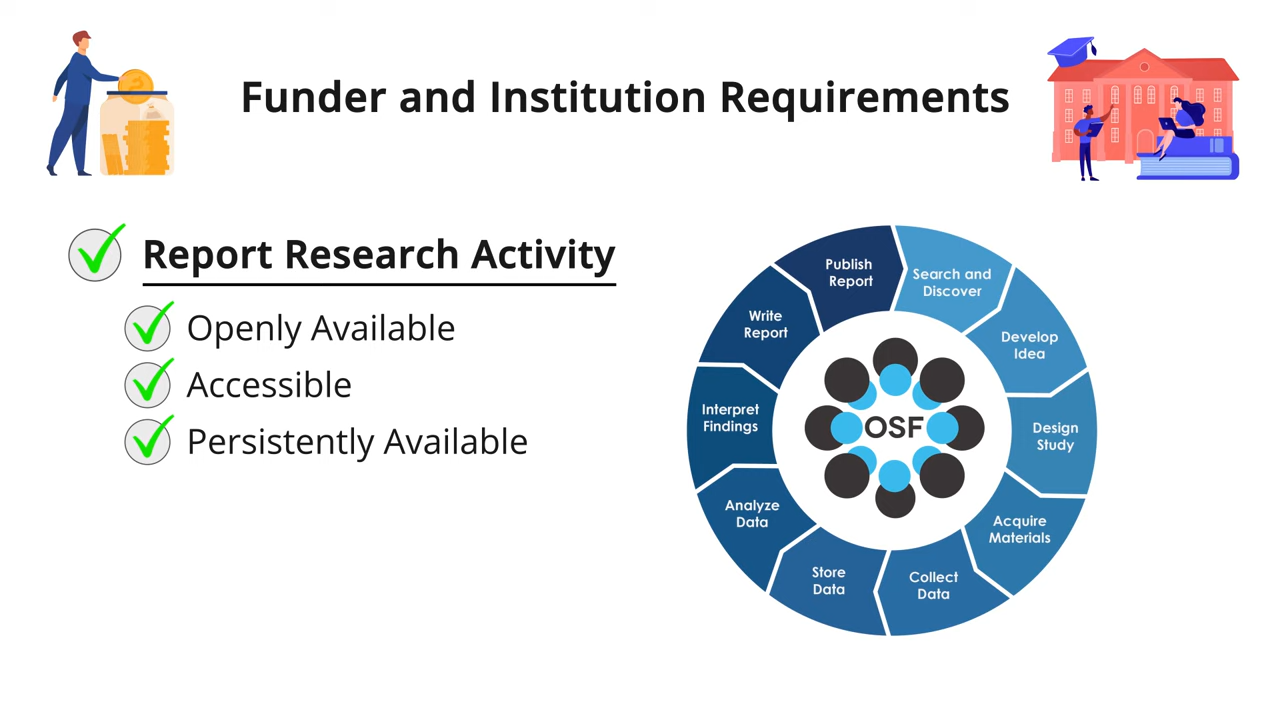 Funder and Institution Requirements
Report Research Activity
Openly Available
Accessible
Persistently Available
Publish
Report
Search and
Discover
Develop
Idea
Design
Study
Acquire
Materials
Collect
Data
Store
Data
Analyze
Data
Interpret
Findings
Write
Report
OSF